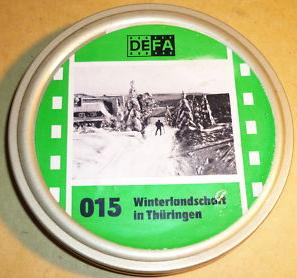 DEFA
015 Winterlandschaft
in Thüringen